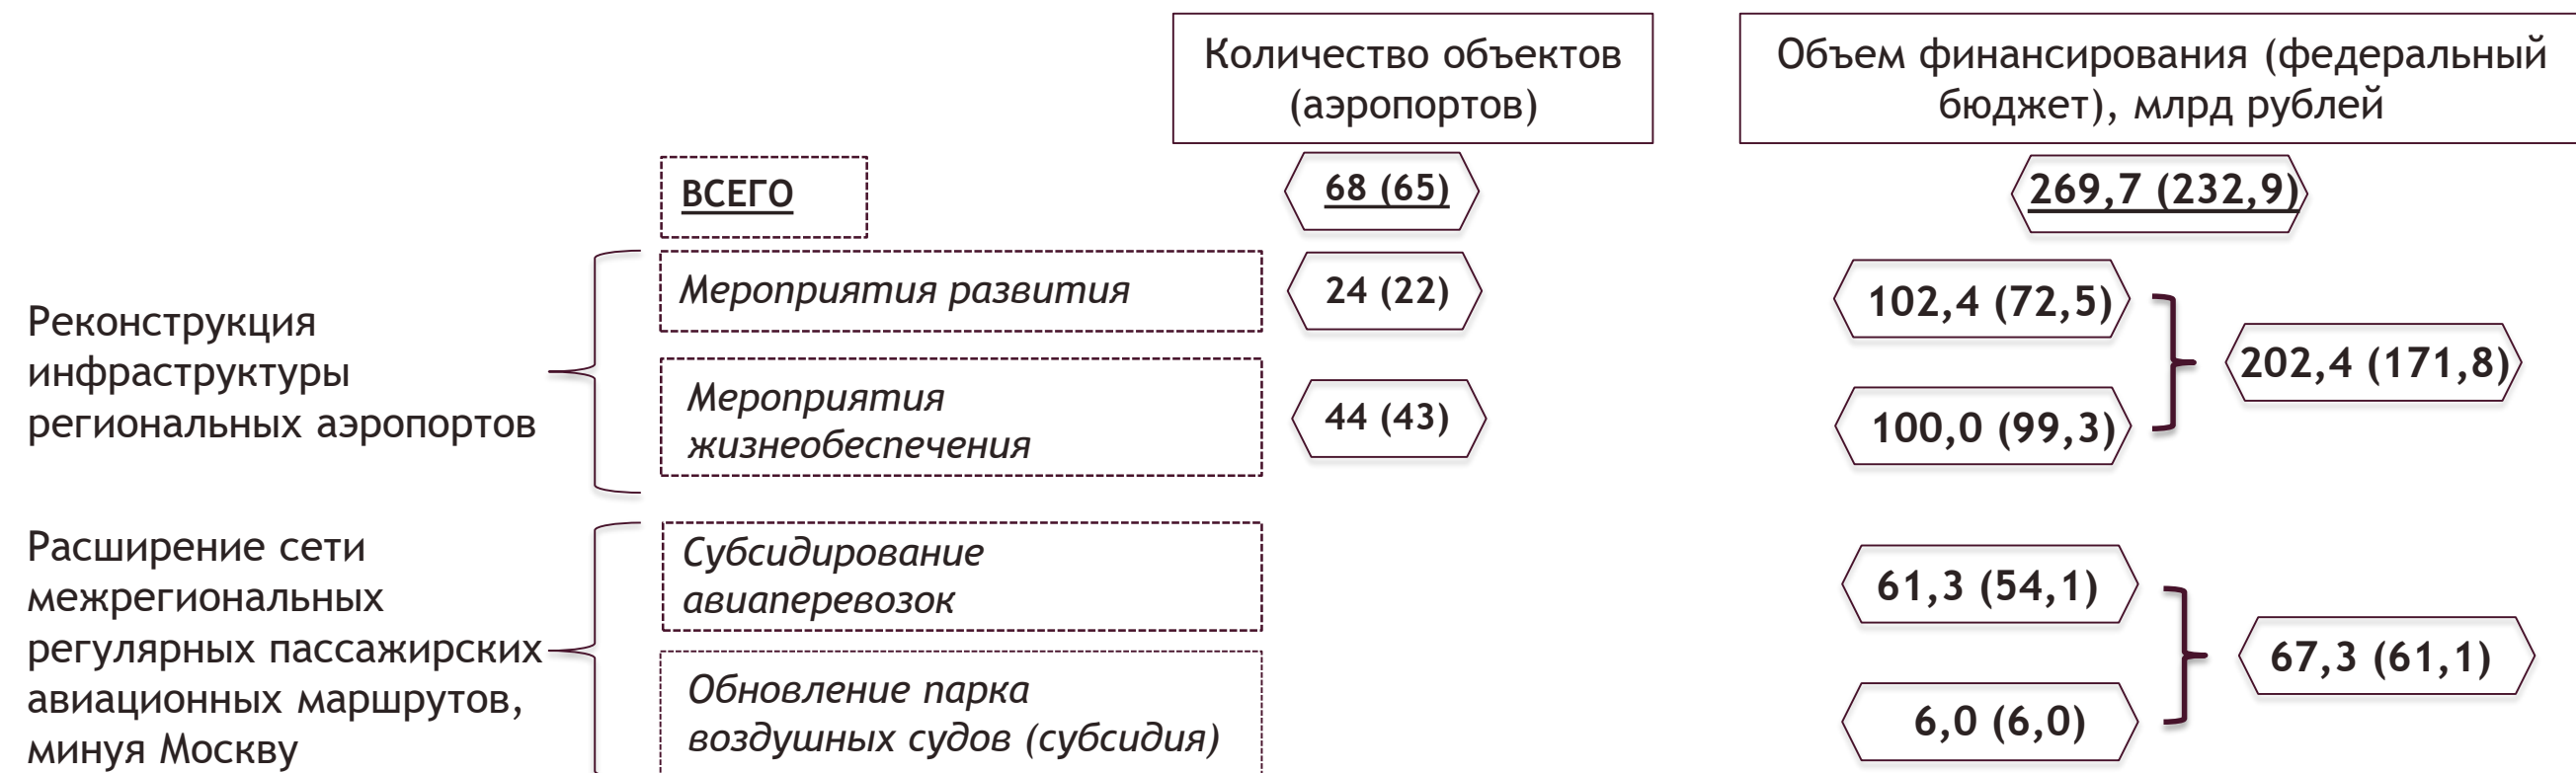 Количество объектов
(аэропортов)
Объем финансирования (федеральный
бюджет), млрд рублей
ВСЕГО
68 (65)
269,7 (232,9)
Реконструкция
инфраструктуры
региональных аэропортов
Мероприятия развития
24 (22)
102,4 (72,5)
Мероприятия
жизнеобеспечения
44 (43)
100,0 (99,3)
202,4 (171,8)
Расширение сети
межрегиональных
регулярных пассажирских
авиационных маршрутов,
минуя Москву
Субсидирование
авиаперевозок
61,3 (54,1)
Обновление парка
воздушных судов (субсидия)
6,0 (6,0)
67,3 (61,1)